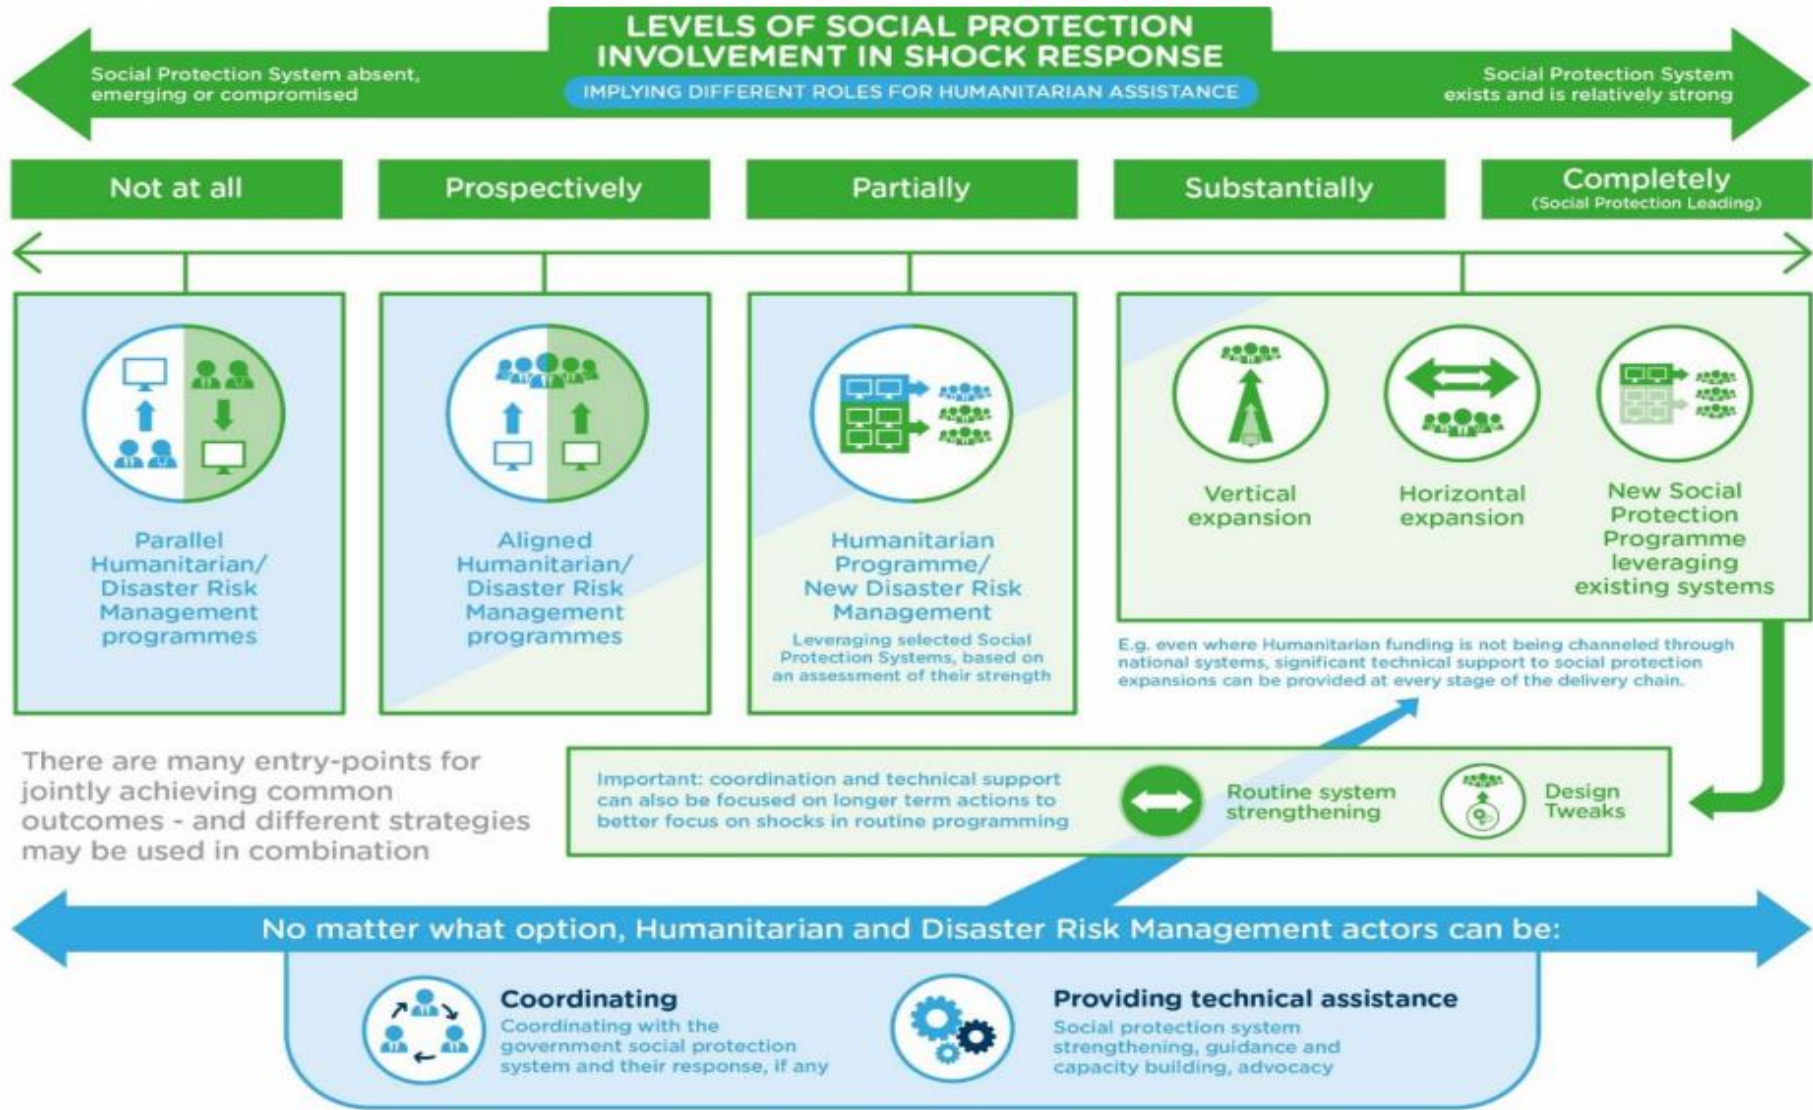 LEVELS OF SOCIAL PROTECTION
INVOLVEMENT IN SHOCK RESPONSE
IMPLYING DIFFERENT ROLES FOR HUMANITARIAN ASSISTANCE
Social Protection System absent,
emerging or compromised
Social Protection System
exists and is relatively strong
Not at all
Prospectively
Partially
Substantially
Completely
(Social Protection Leading)
Parallel
Humanitarian/
Disaster Risk
Management
programmes
Aligned
Humanitarian/
Disaster Risk
Management
programmes
Humanitarian
Programme/
New Disaster Risk
Management
Leveraging selected Social
Protection Systems, based on
an assessment of their strength
Vertical
expansion
Horizontal
expansion
New Social
Protection
Programme
leveraging
existing systems
E.g. even where Humanitarian funding is not being channeled through
national systems, significant technical support to social protection
expansions can be provided at every stage of the delivery chain.
There are many entry-points for
jointly achieving common
outcomes - and different strategies
may be used in combination
Important: coordination and technical support
can also be focused on longer term actions to
better focus on shocks in routine programming
Routine system
strengthening
Design
Tweaks
No matter what option, Humanitarian and Disaster Risk Management actors can be:
Coordinating
Coordinating with the
government social protection
system and their response, if any
Providing technical assistance
Social protection system
strengthening, guidance and
capacity building, advocacy